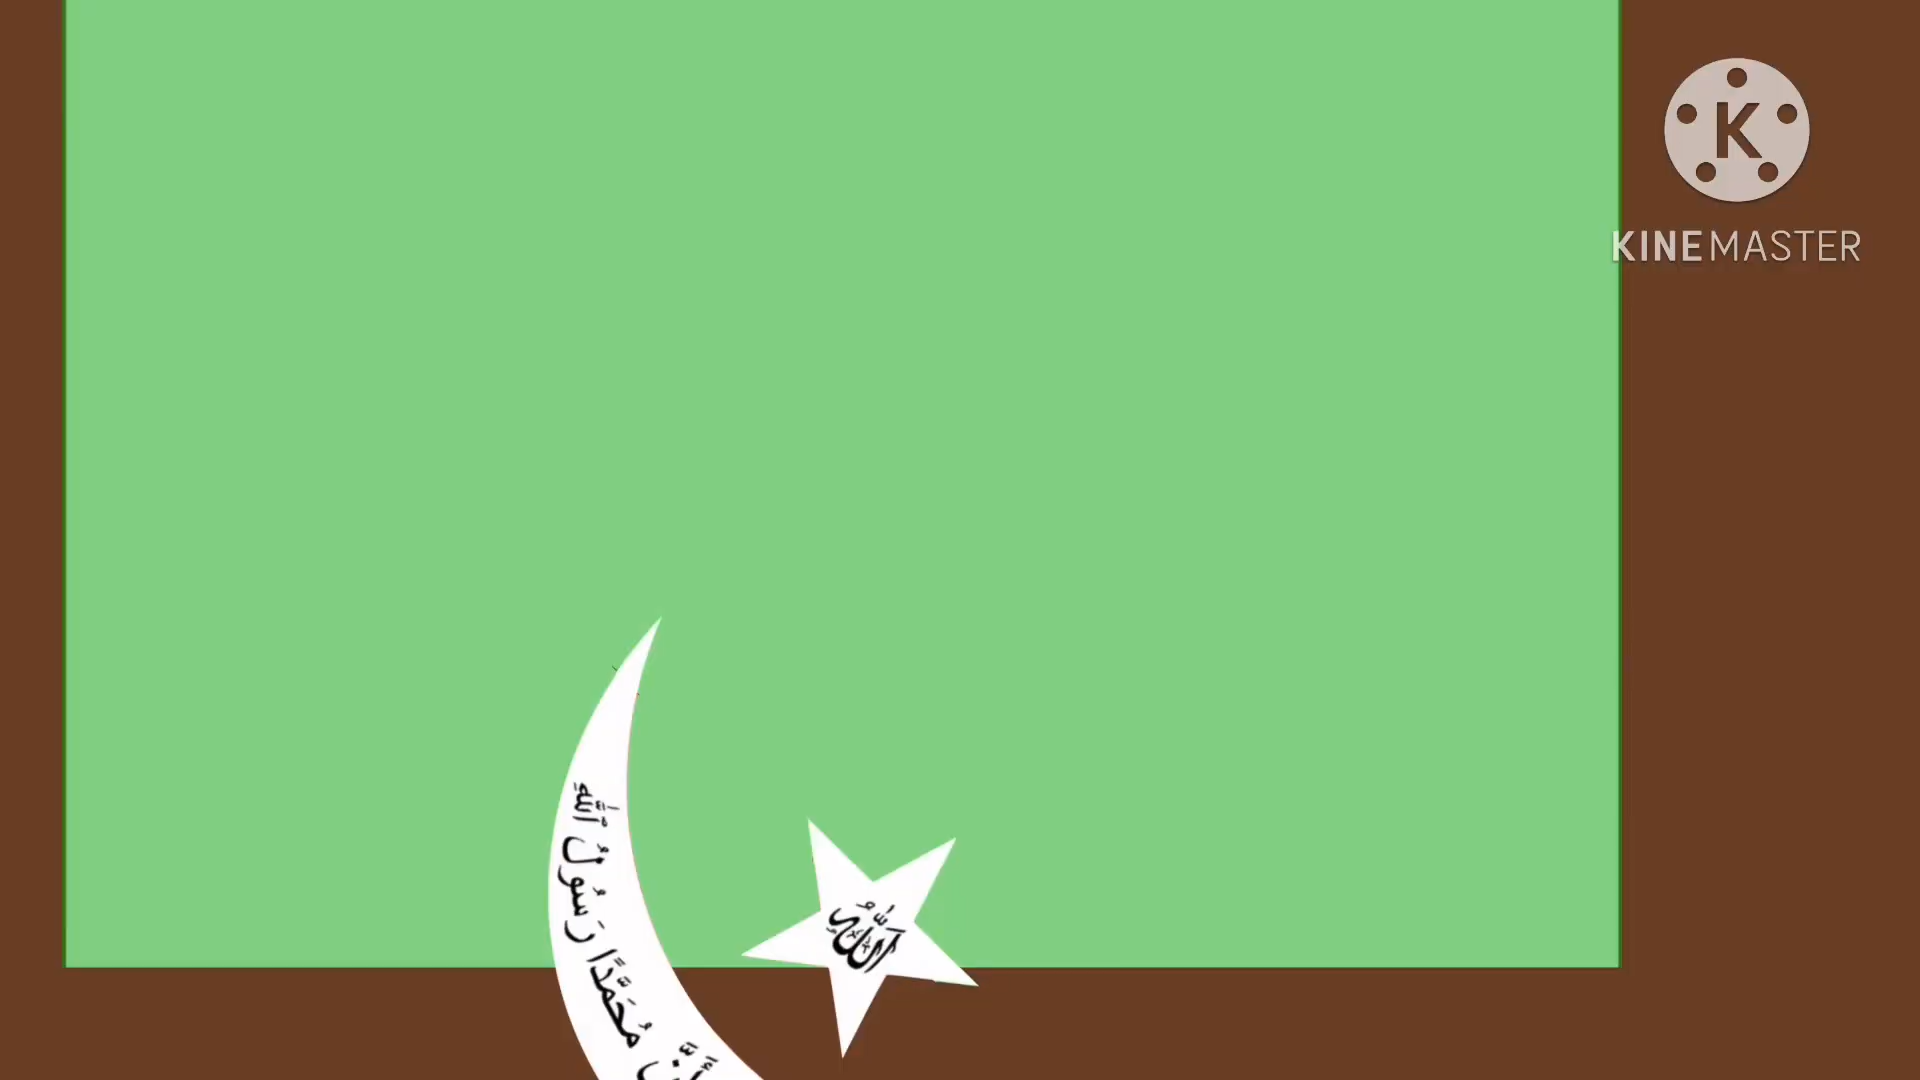 K
KINEMASTER
أَنَّ مُحَمَّدًا رَسُولُ ٱللَّهِ
ٱللَّهِ